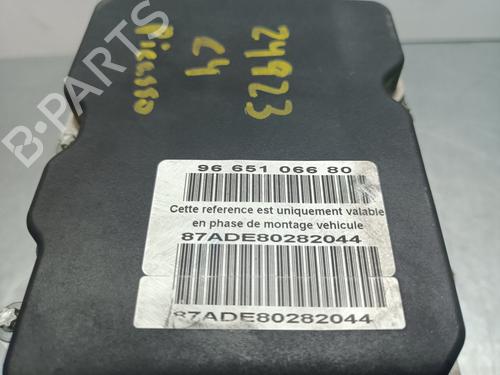 24923
C4
Picasso
B-PARTS
96 651 066 80
Cette reference est uniquement valable
en phase de montage vehicule
87ADE80282044
87ADE80282044